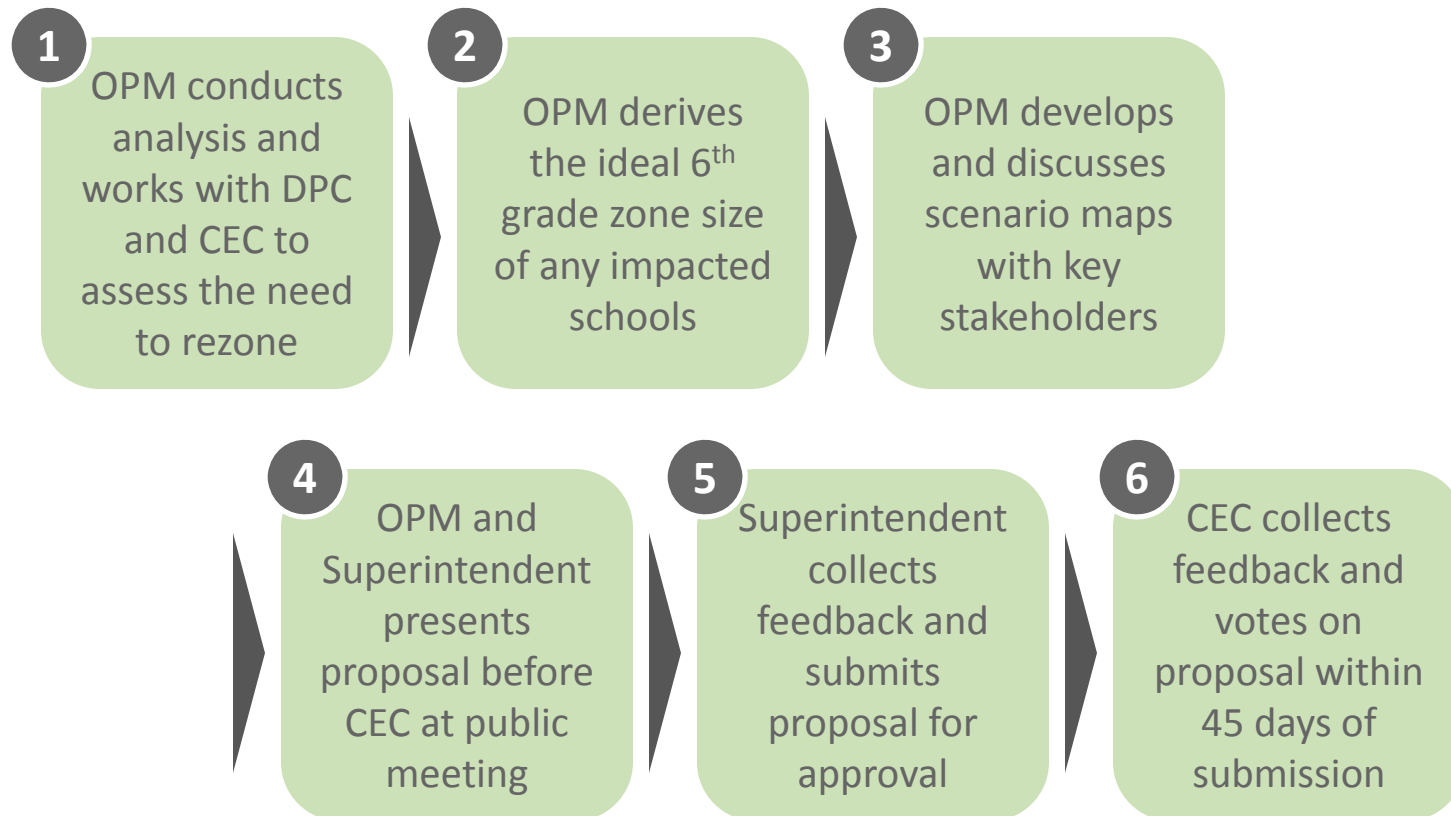 1
OPM conducts
analysis and
works with DPC
and CEC to
assess the need
to rezone
2
OPM derives
the ideal 6th
grade zone size
of any impacted
schools
3
OPM develops
and discusses
scenario maps
with key
stakeholders
4
OPM and
Superintendent
presents
proposal before
CEC at public
meeting
5
Superintendent
collects
feedback and
submits
proposal for
approval
6
CEC collects
feedback and
votes on
proposal within
45 days of
submission